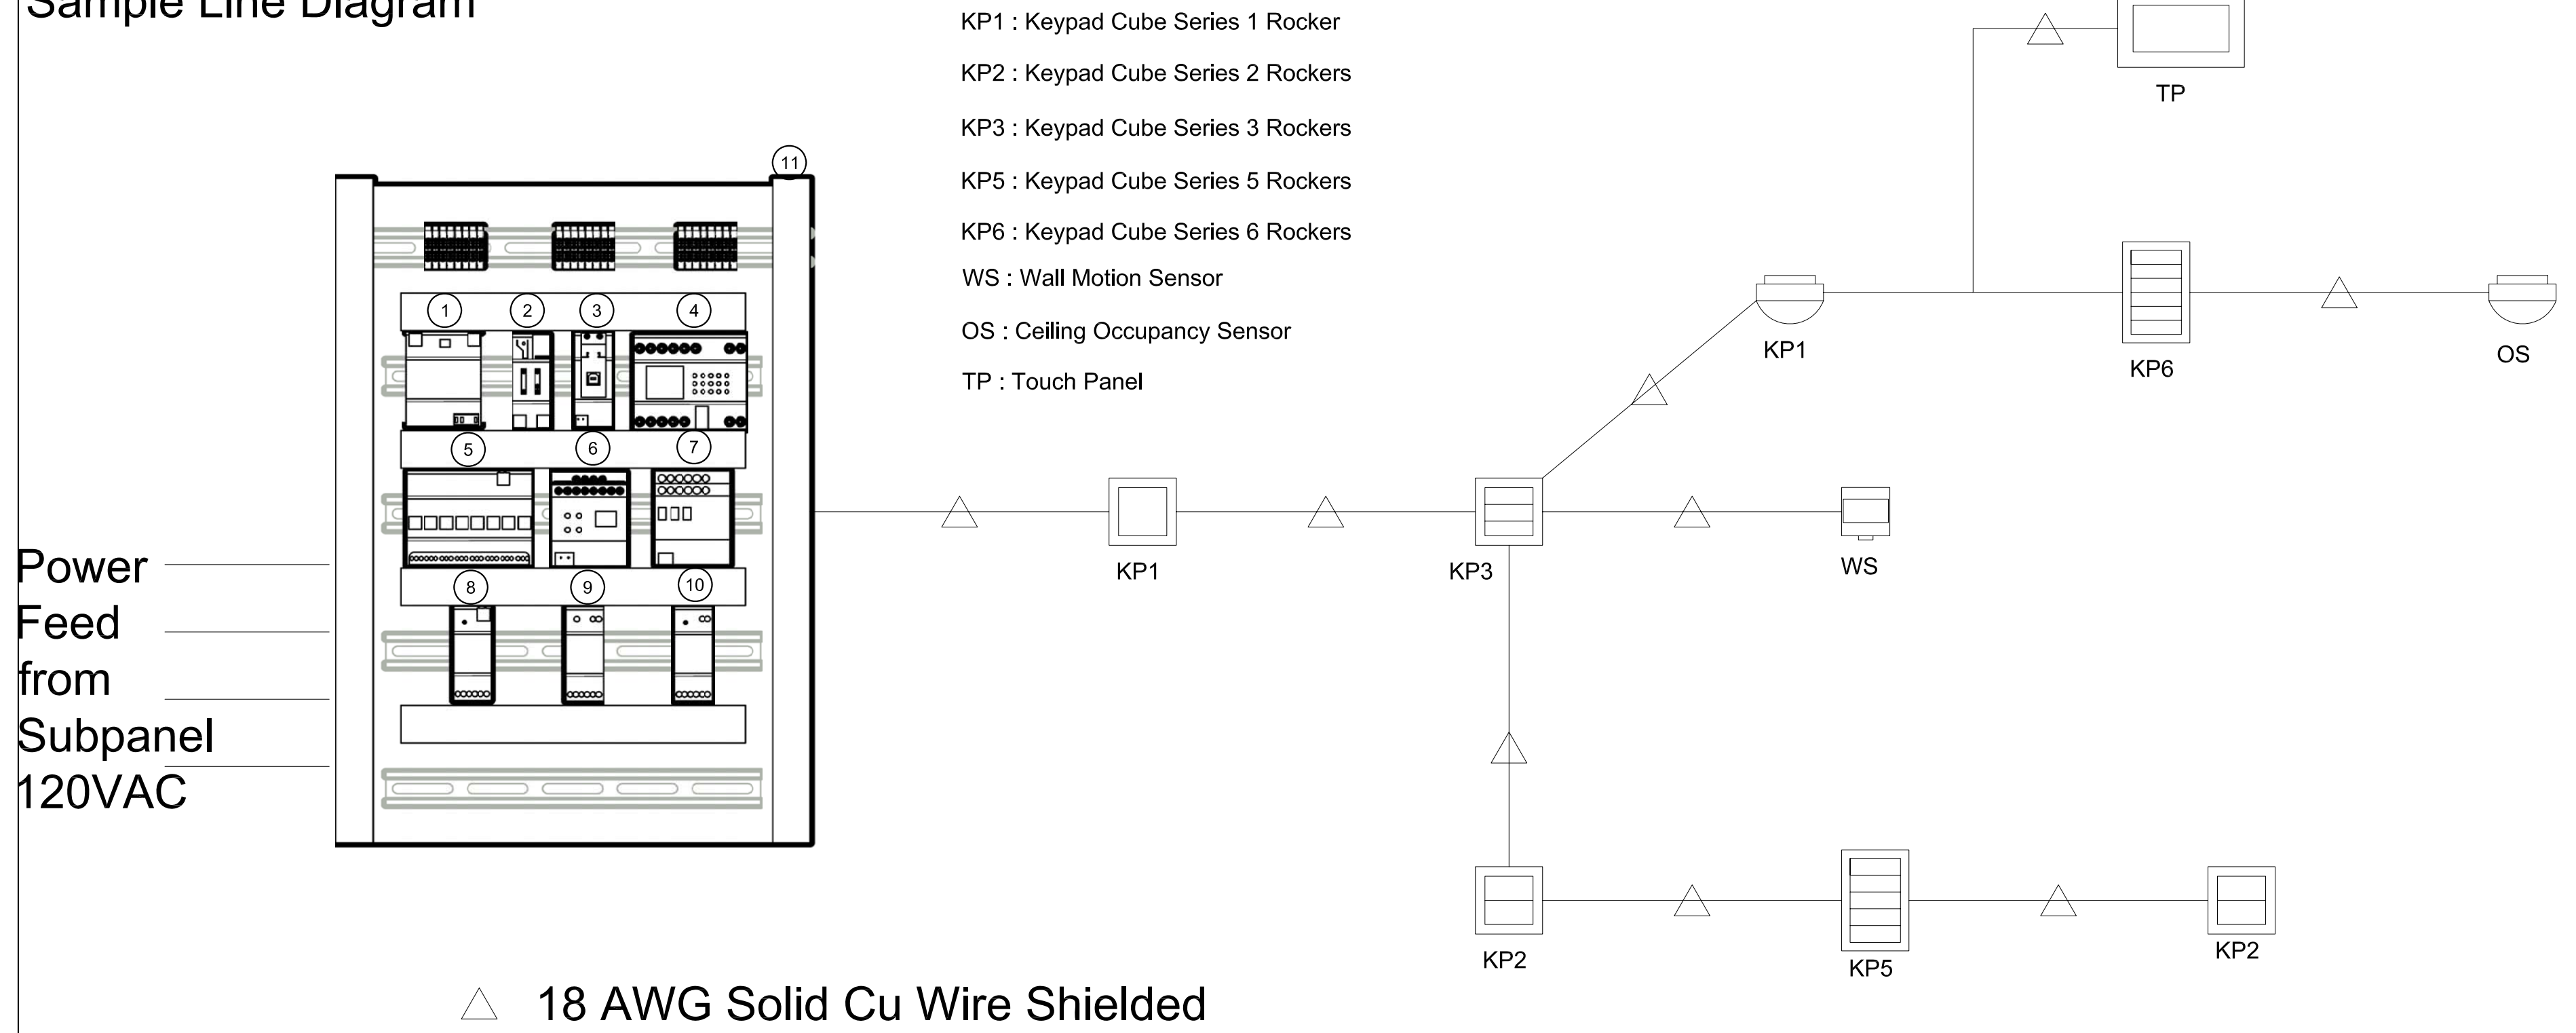 Sample Line Diagram
KP1 : Keypad Cube Series 1 Rocker
KP2 : Keypad Cube Series 2 Rockers
KP3 : Keypad Cube Series 3 Rockers
KP5 : Keypad Cube Series 5 Rockers
KP6 : Keypad Cube Series 6 Rockers
WS : Wall Motion Sensor
OS : Ceiling Occupancy Sensor
TP : Touch Panel
TP
11
1
2
3
4
5
6
7
8
9
10
KP1
KP6
OS
KP1
KP3
WS
Power
Feed
from
Subpanel
120VAC
KP2
KP5
KP2
18 AWG Solid Cu Wire Shielded